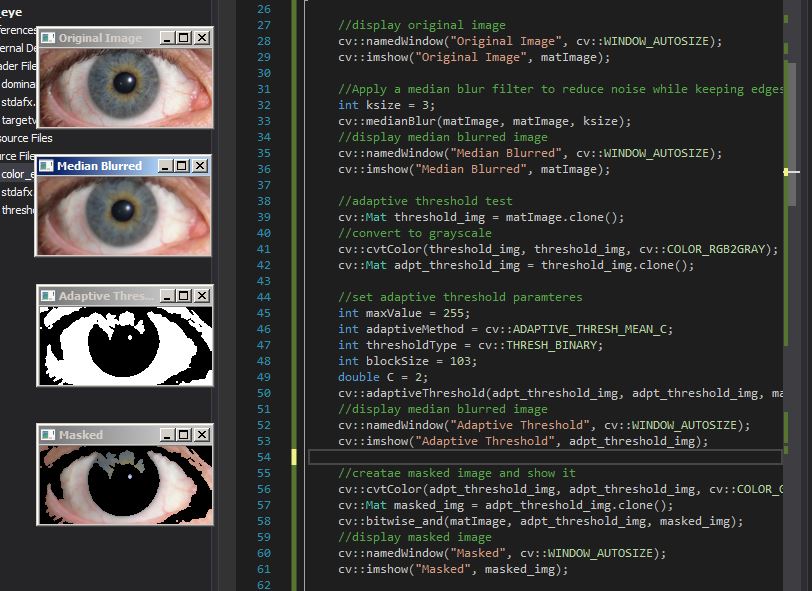 _eye
ferences
ernal De
ader File
domina
stdafx.
targetv
source Files
rce File
color_e
stdafx
thresho
Original Image
Median Blurred
Adaptive Thres...
Masked
26
27 //display original image
28 cv::namedWindow("Original Image", cv::WINDOW_AUTOSIZE);
29 cv::imshow("Original Image", matImage);
30
31 //Apply a median blur filter to reduce noise while keeping edges
32 int ksize = 3;
33 cv::medianBlur(matImage, matImage, ksize);
34 //display median blurred image
35 cv::namedWindow("Median Blurred", cv::WINDOW_AUTOSIZE);
36 cv::imshow("Median Blurred", matImage);
37
38 //adaptive threshold test
39 cv::Mat threshold_img = matImage.clone();
40 //convert to grayscale
41 cv::cvtColor(threshold_img, threshold_img, cv::COLOR_RGB2GRAY);
42 cv::Mat adpt_threshold_img = threshold_img.clone();
43
44 //set adaptive threshold paramteres
45 int maxValue = 255;
46 int adaptiveMethod = cv::ADAPTIVE_THRESH_MEAN_C;
47 int thresholdType = cv::THRESH_BINARY;
48 int blockSize = 103;
49 double C = 2;
50 cv::adaptiveThreshold(adpt_threshold_img, adpt_threshold_img, ma
51 //display median blurred image
52 cv::namedWindow("Adaptive Threshold", cv::WINDOW_AUTOSIZE);
53 cv::imshow("Adaptive Threshold", adpt_threshold_img);
54
55 //creatae masked image and show it
56 cv::cvtColor(adpt_threshold_img, adpt_threshold_img, cv::COLOR_G
57 cv::Mat masked_img = adpt_threshold_img.clone();
58 cv::bitwise_and(matImage, adpt_threshold_img, masked_img);
59 //display masked image
60 cv::namedWindow("Masked", cv::WINDOW_AUTOSIZE);
61 cv::imshow("Masked", masked_img);
62